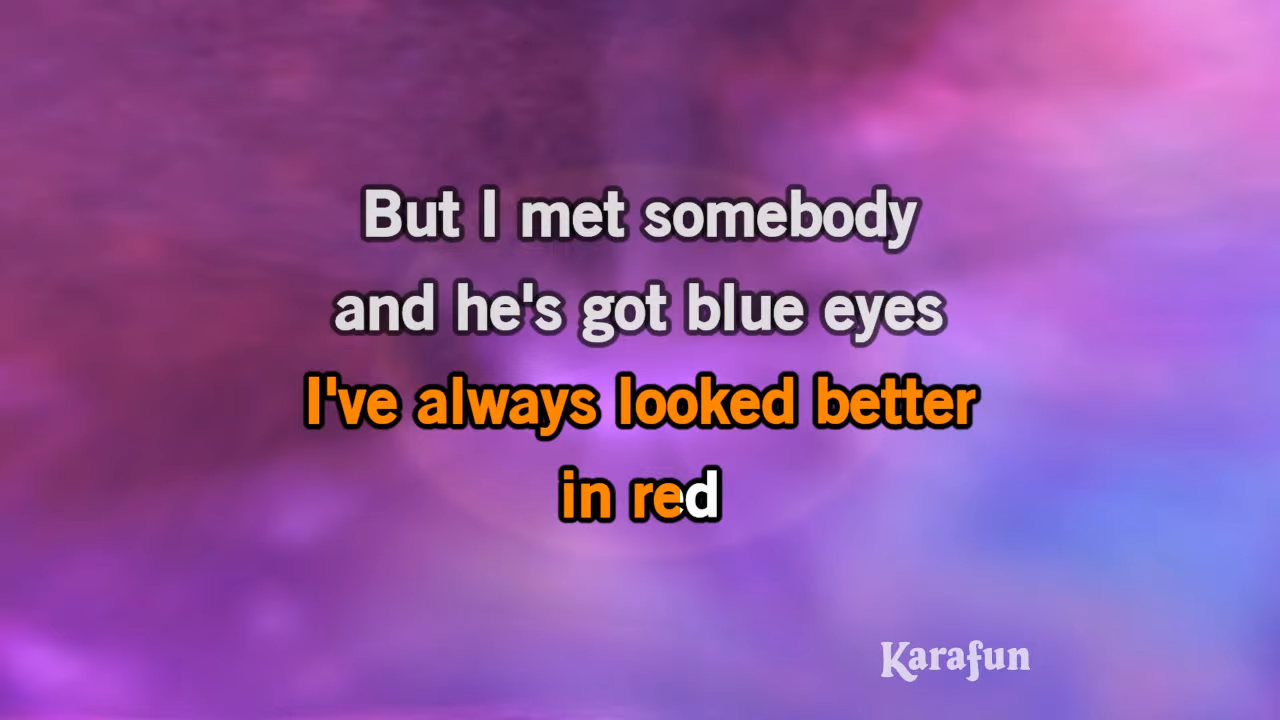 But I met somebody
and he's got blue eyes
I've always looked better
in red
Karafun